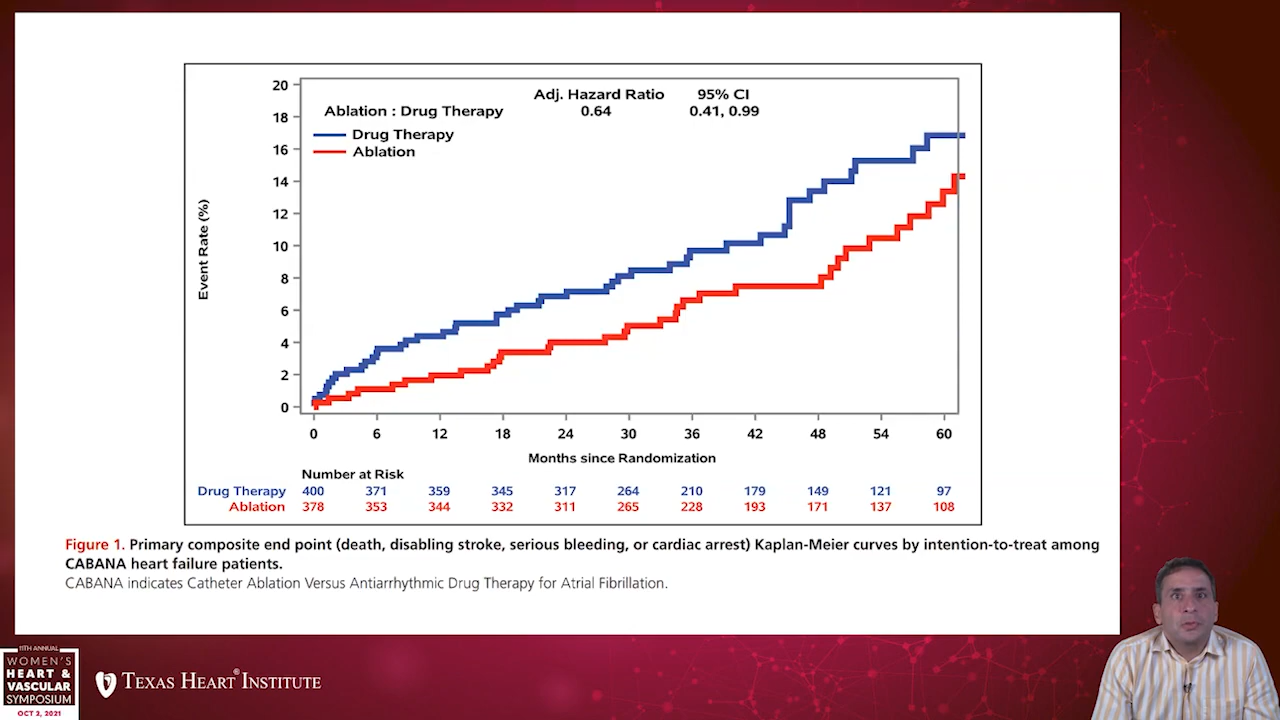 Adj. Hazard Ratio 95% CI
Ablation : Drug Therapy 0.64 0.41, 0.99
Drug Therapy
Ablation
20
18
16
14
12
10
8
6
4
2
0
Event Rate (%)
0 6 12 18 24 30 36 42 48 54 60
Months since Randomization
Number at Risk
Drug Therapy 400 371 359 345 317 264 210 179 149 121 97
Ablation 378 353 344 332 311 265 228 193 171 137 108
Figure 1. Primary composite end point (death, disabling stroke, serious bleeding, or cardiac arrest) Kaplan-Meier curves by intention-to-treat among
CABANA heart failure patients.
CABANA indicates Catheter Ablation Versus Antiarrhythmic Drug Therapy for Atrial Fibrillation.
11TH ANNUAL
WOMEN'S
HEART &
VASCULAR
SYMPOSIUM
OCT 2, 2021
TEXAS HEART® INSTITUTE